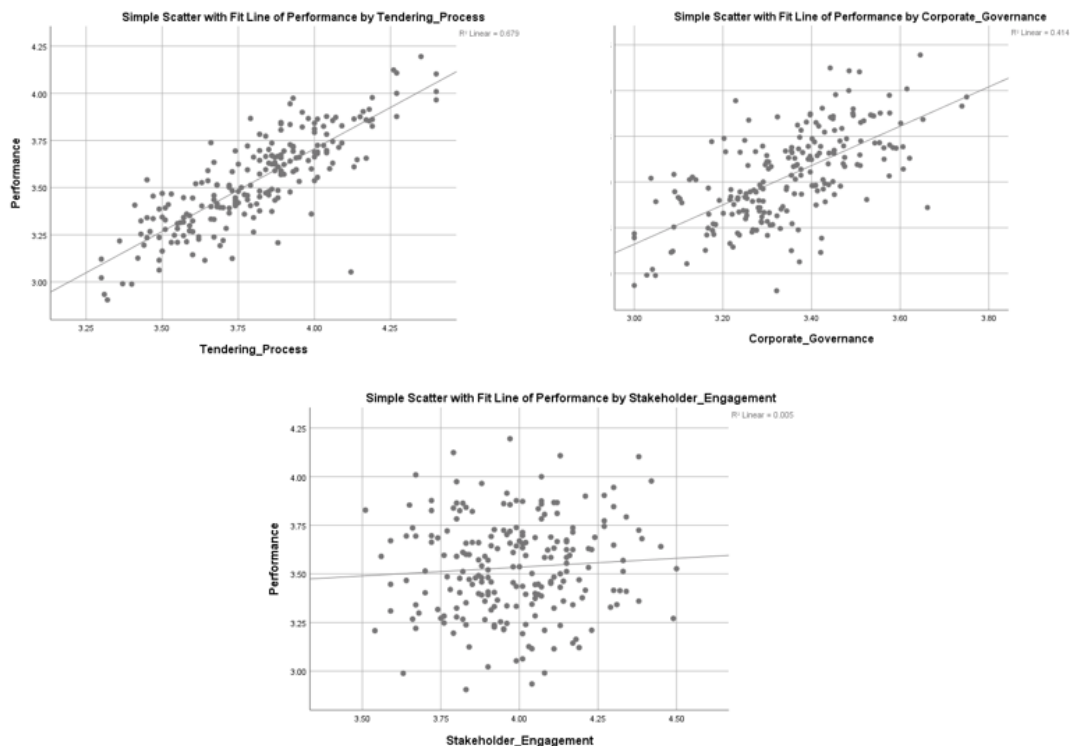 Simple Scatter with Fit Line of Performance by Tendering_Process
R² Linear = 0.679
4.25
4.00
3.75
3.50
3.25
3.00
Performance
3.25
3.50
3.75
4.00
4.25
Tendering_Process
Simple Scatter with Fit Line of Performance by Corporate_Governance
R² Linear = 0.414
3.00
3.20
3.40
3.60
3.80
Corporate_Governance
Simple Scatter with Fit Line of Performance by Stakeholder_Engagement
R² Linear = 0.005
4.25
4.00
3.75
3.50
3.25
3.00
Performance
3.50
3.75
4.00
4.25
4.50
Stakeholder_Engagement